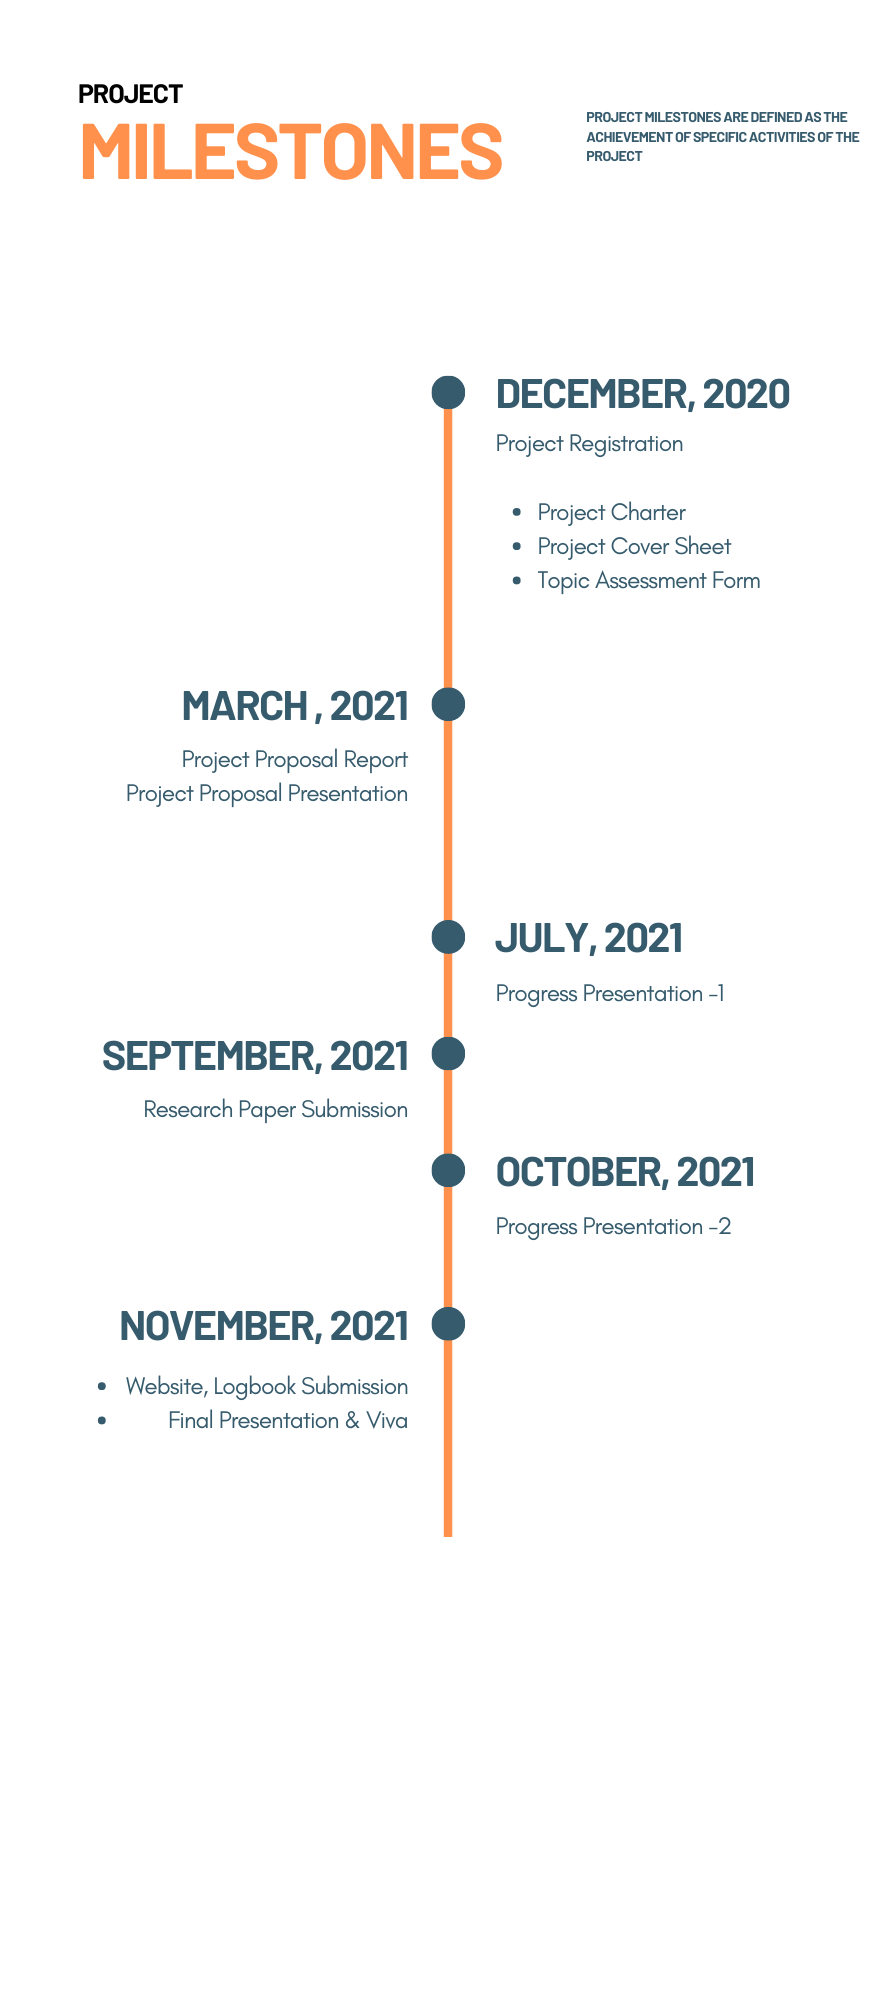 PROJECT
MILESTONES
PROJECT MILESTONES ARE DEFINED AS THE
ACHIEVEMENT OF SPECIFIC ACTIVITIES OF THE
PROJECT
DECEMBER, 2020
Project Registration
• Project Charter
• Project Cover Sheet
• Topic Assessment Form
MARCH , 2021
Project Proposal Report
Project Proposal Presentation
JULY, 2021
Progress Presentation -1
SEPTEMBER, 2021
Research Paper Submission
OCTOBER, 2021
Progress Presentation -2
NOVEMBER, 2021
• Website, Logbook Submission
• Final Presentation & Viva